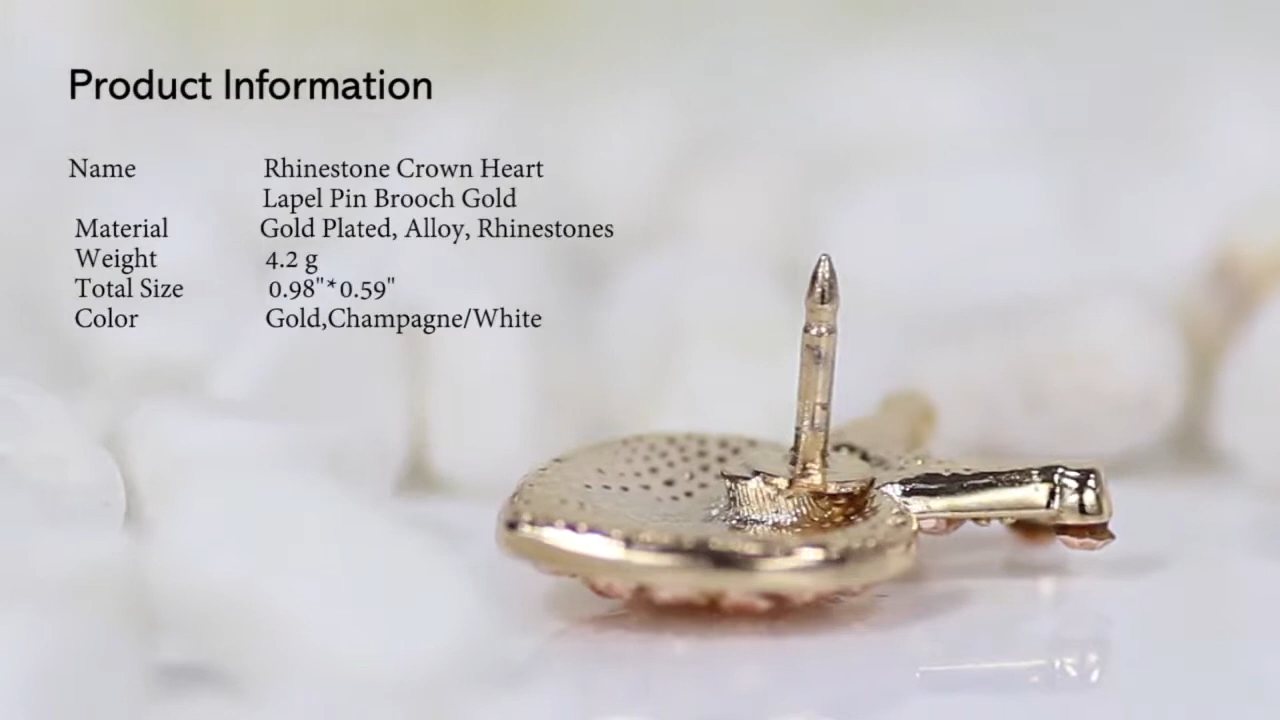 Product Information
Name Rhinestone Crown Heart
Lapel Pin Brooch Gold
Material Gold Plated, Alloy, Rhinestones
Weight 4.2 g
Total Size 0.98"*0.59"
Color Gold,Champagne/White